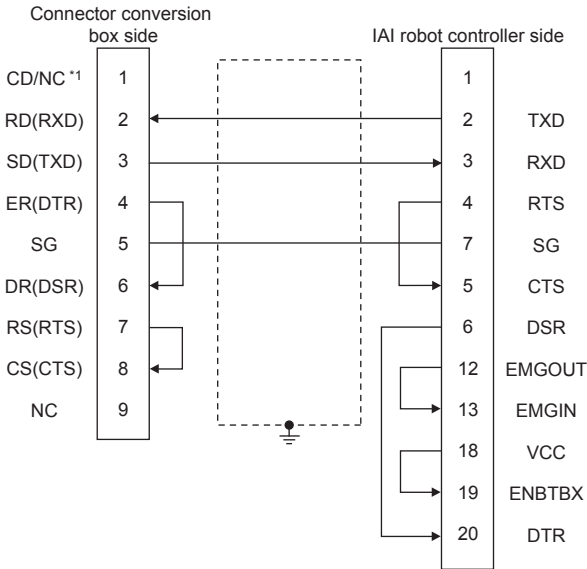 Connector conversion
box side
IAI robot controller side
CD/NC *1 1 1
RD(RXD) 2 2 TXD
SD(TXD) 3 3 RXD
ER(DTR) 4 4 RTS
SG 5 7 SG
DR(DSR) 6 5 CTS
RS(RTS) 7 6 DSR
CS(CTS) 8 12 EMGOUT
NC 9 13 EMGIN
18 VCC
19 ENBTBX
20 DTR